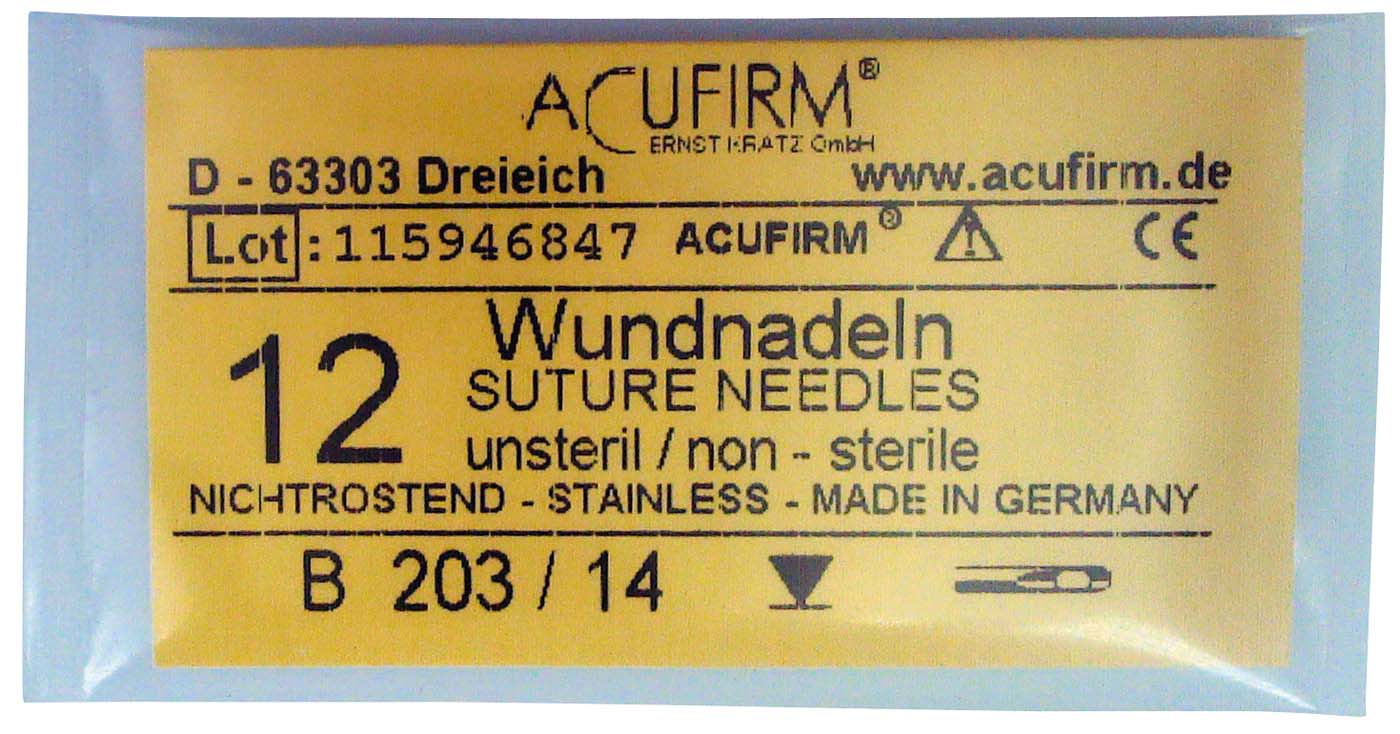 ACUFIRM®
ERNST KRATZ GmbH
D - 63303 Dreieich www.acufirm.de
Lot : 115946847 ACUFIRM® CE
12 Wundnadeln
SUTURE NEEDLES
unsteril / non - sterile
NICHTROSTEND - STAINLESS - MADE IN GERMANY
B 203 / 14